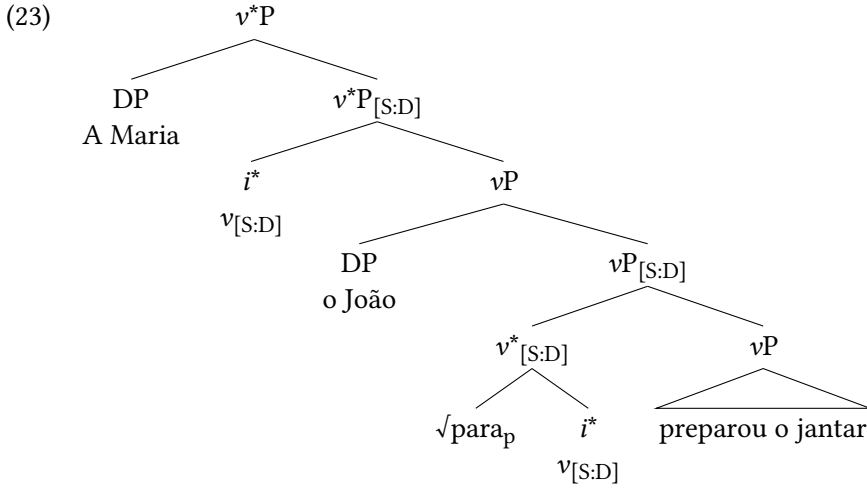 (23) v*P
DP v*P[S:D]
A Maria
i* vP
v[S:D]
DP vP[S:D]
o João
v*[S:D] vP
√parap i* preparou o jantar
v[S:D]